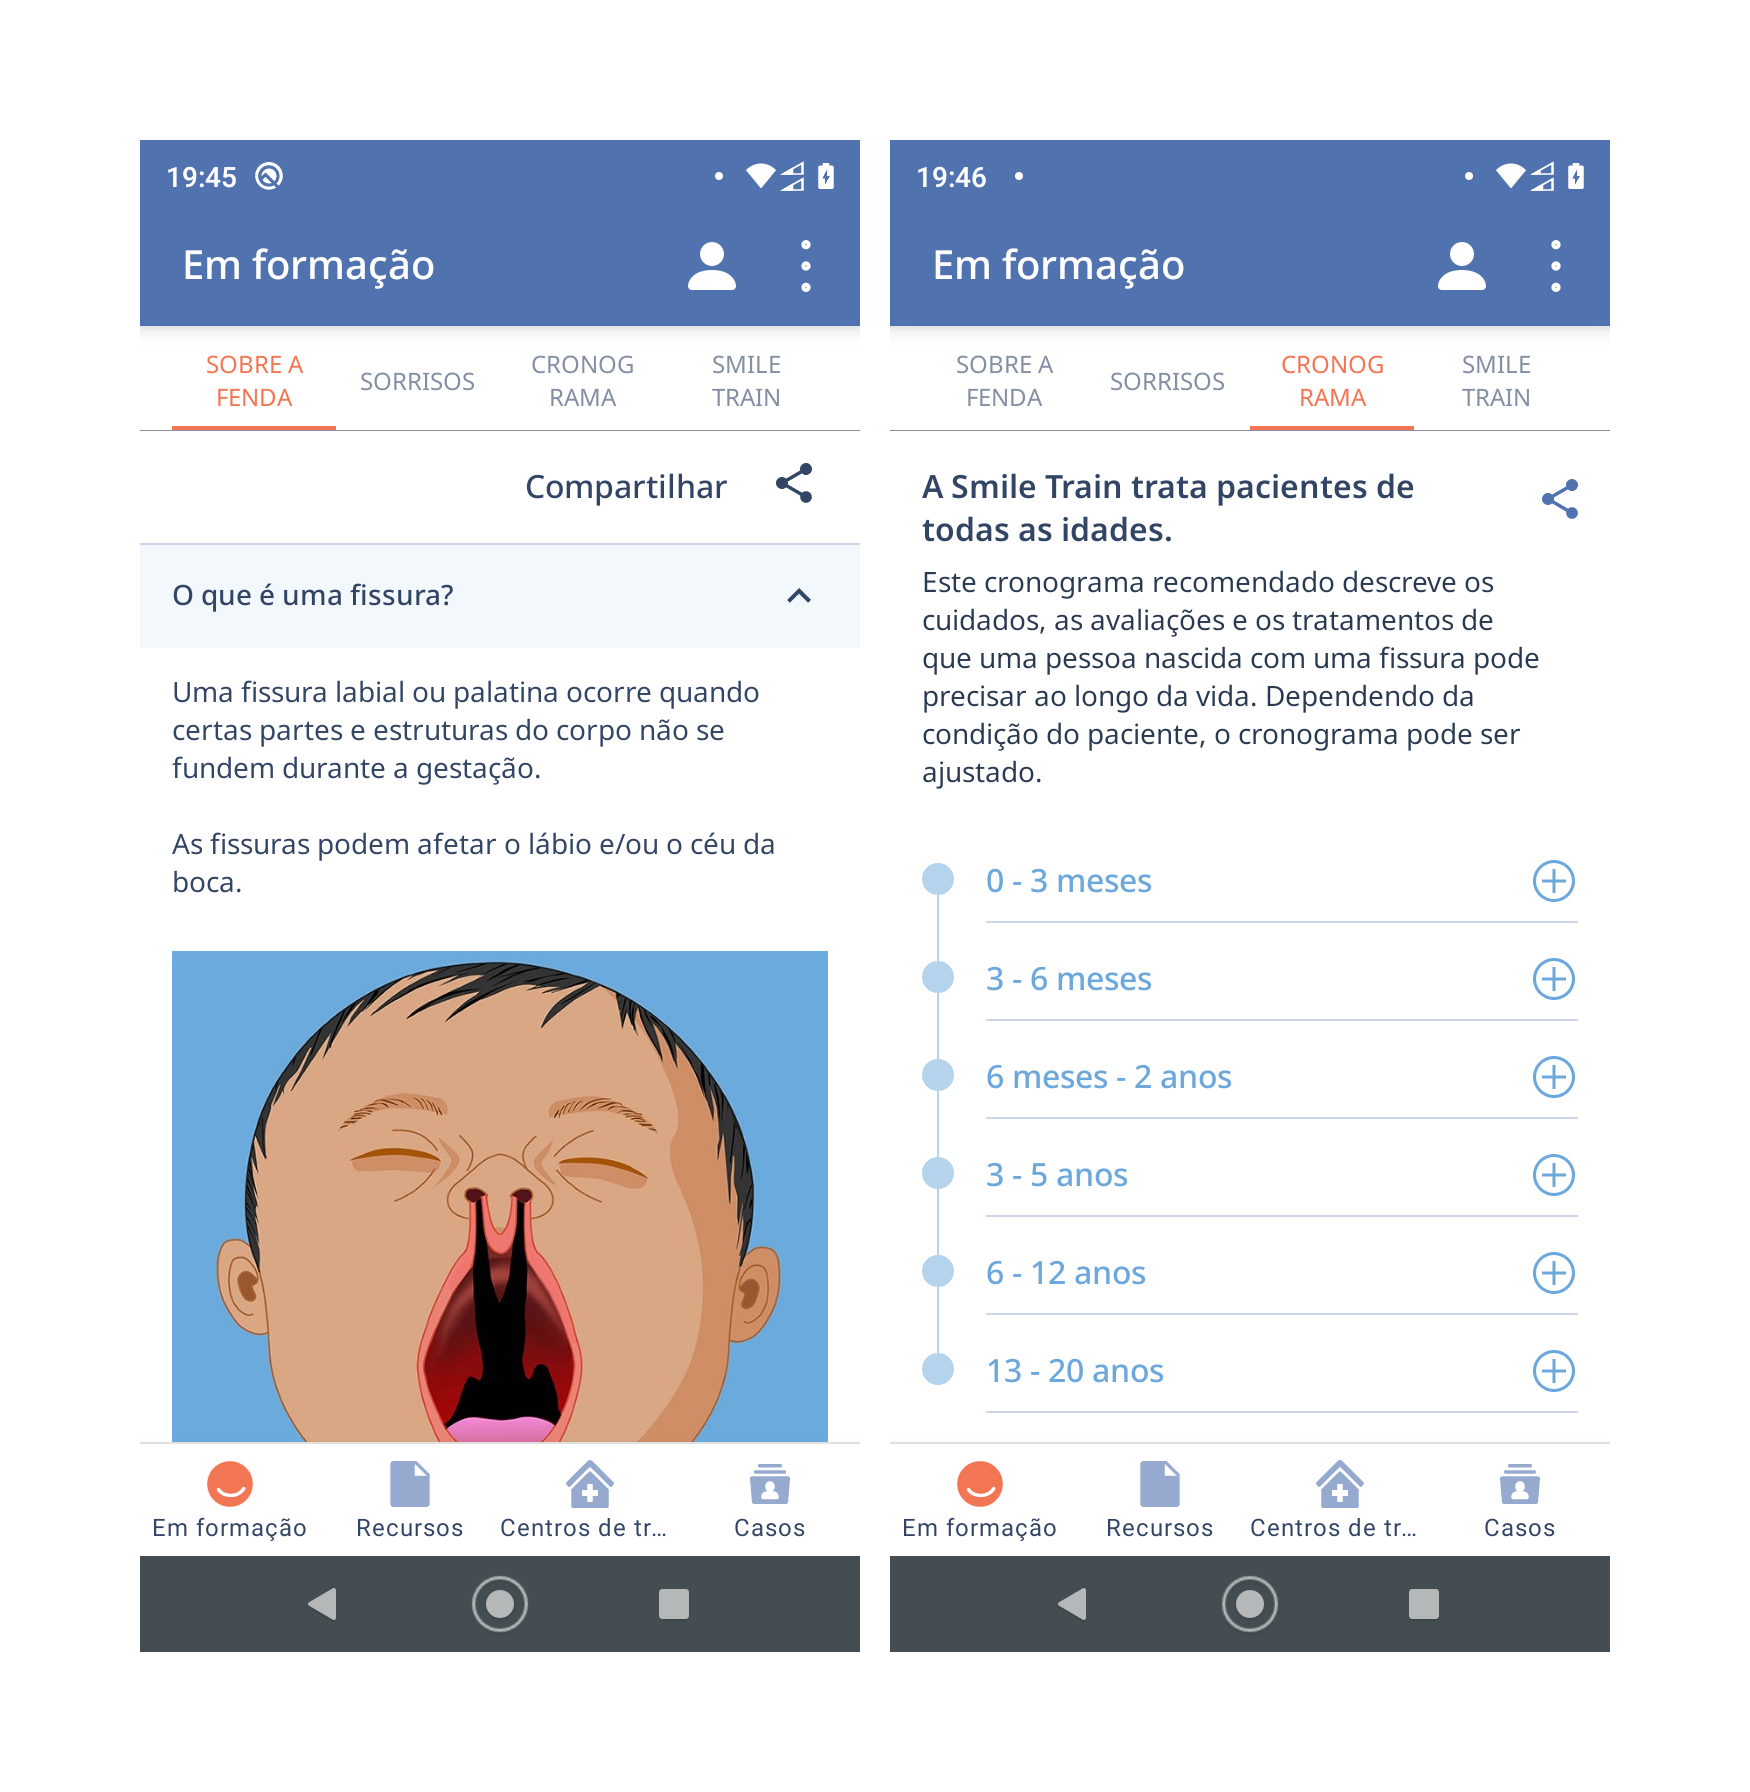 19:45
Em formação
SOBRE A
FENDA
SORRISOS
CRONOG
RAMA
SMILE
TRAIN
Compartilhar
O que é uma fissura?
Uma fissura labial ou palatina ocorre quando
certas partes e estruturas do corpo não se
fundem durante a gestação.
As fissuras podem afetar o lábio e/ou o céu da
boca.
Em formação
Recursos
Centros de tr...
Casos
19:46
Em formação
SOBRE A
FENDA
SORRISOS
CRONOG
RAMA
SMILE
TRAIN
A Smile Train trata pacientes de
todas as idades.
Este cronograma recomendado descreve os
cuidados, as avaliações e os tratamentos de
que uma pessoa nascida com uma fissura pode
precisar ao longo da vida. Dependendo da
condição do paciente, o cronograma pode ser
ajustado.
0 - 3 meses
3 - 6 meses
6 meses - 2 anos
3 - 5 anos
6 - 12 anos
13 - 20 anos
Em formação
Recursos
Centros de tr...
Casos